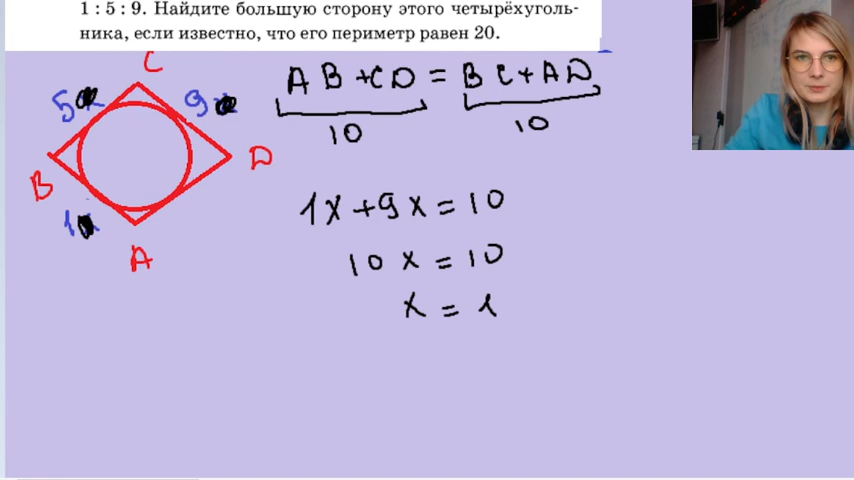 1 : 5 : 9. Найдите большую сторону этого четырёхуголь-
ника, если известно, что его периметр равен 20.
C
5 9
AB+CD=BC+AD
10 10
B D
1
A
1x+9x=10
10x=10
x=1